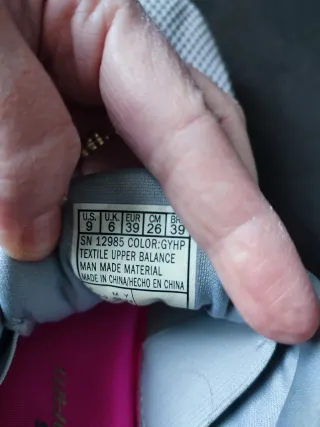 U.S. U.K. EUR CM BR
9 6 39 26 39
SN 12985 COLOR:GYHP
TEXTILE UPPER BALANCE
MAN MADE MATERIAL
MADE IN CHINA/HECHO EN CHINA